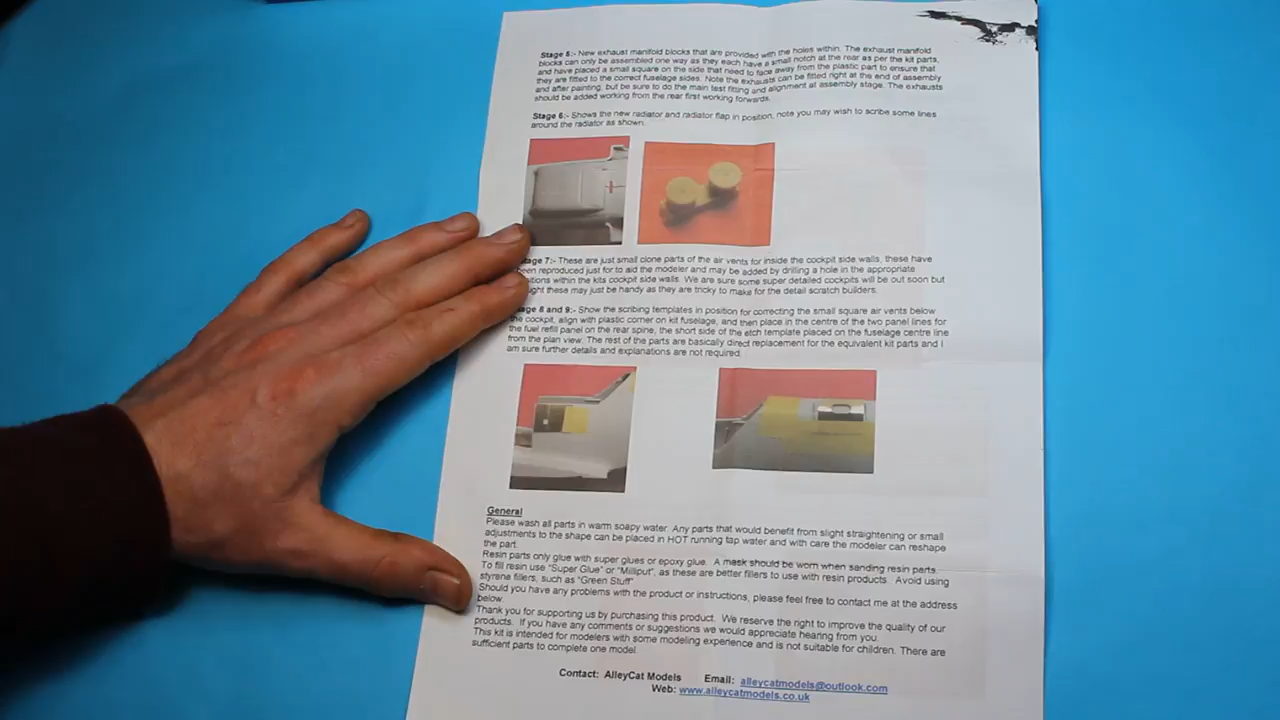 Stage 5:- New exhaust manifold blocks that are provided with the holes within. The exhaust manifold
blocks can only be assembled one way as they each have a small notch at the rear as per the kit parts,
and have placed a small square on the side that need to face away from the plastic part to ensure that
they are fitted to the correct fuselage sides. Note the exhausts can be fitted right at the end of assembly
and after painting, but be sure to do the main test fitting and alignment at assembly stage. The exhausts
should be added working from the rear first working forwards.
Stage 6:- Shows the new radiator and radiator flap in position, note you may wish to scribe some lines
around the radiator as shown.
tage 7:- These are just small clone parts of the air vents for inside the cockpit side walls, these have
een reproduced just for to aid the modeler and may be added by drilling a hole in the appropriate
itions within the kits cockpit side walls. We are sure some super detailed cockpits will be out soon but
ght these may just be handy as they are tricky to make for the detail scratch builders.
tage 8 and 9:- Show the scribing templates in position for correcting the small square air vents below
the cockpit, align with plastic corner on kit fuselage, and then place in the centre of the two panel lines for
the fuel refill panel on the rear spine, the short side of the etch template placed on the fuselage centre line
from the plan view. The rest of the parts are basically direct replacement for the equivalent kit parts and I
am sure further details and explanations are not required.
General
Please wash all parts in warm soapy water. Any parts that would benefit from slight straightening or small
adjustments to the shape can be placed in HOT running tap water and with care the modeler can reshape
the part.
Resin parts only glue with super glues or epoxy glue. A mask should be worn when sanding resin parts.
To fill resin use "Super Glue" or "Milliput", as these are better fillers to use with resin products. Avoid using
styrene fillers, such as "Green Stuff"
Should you have any problems with the product or instructions, please feel free to contact me at the address
below.
Thank you for supporting us by purchasing this product. We reserve the right to improve the quality of our
products. If you have any comments or suggestions we would appreciate hearing from you.
This kit is intended for modelers with some modeling experience and is not suitable for children. There are
sufficient parts to complete one model.
Contact: AlleyCat Models Email: alleycatmodels@outlook.com
Web: www.alleycatmodels.co.uk